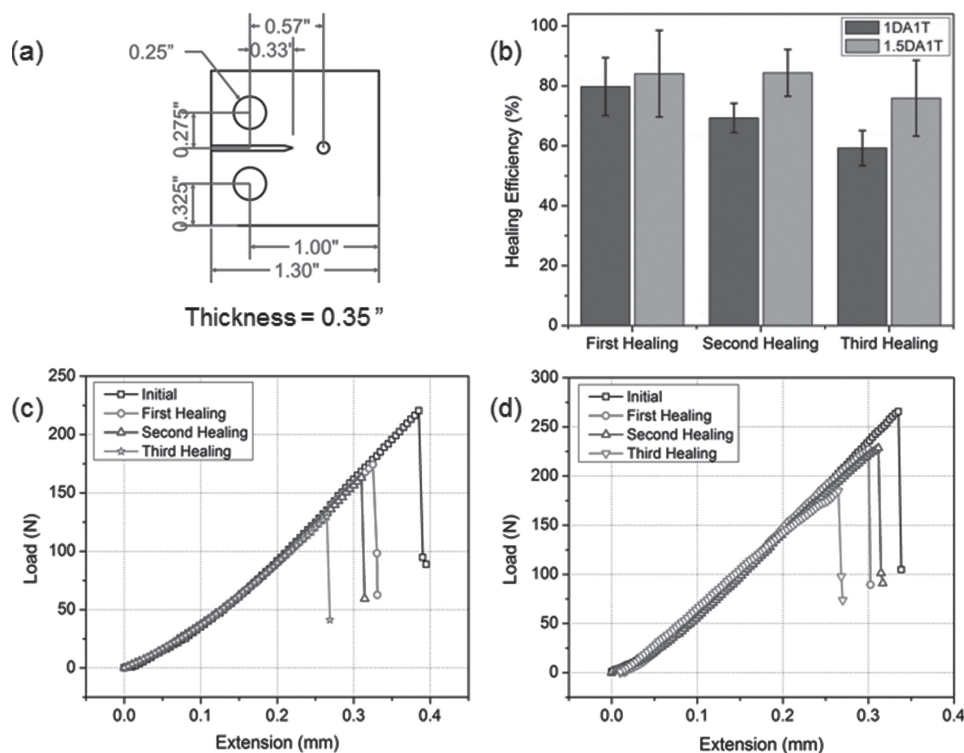 (a)
0.57"
0.33"
0.25"
0.275"
0.325"
1.00"
1.30"
Thickness = 0.35"
(b)
1DA1T
1.5DA1T
Healing Efficiency (%)
100
80
60
40
20
0
First Healing Second Healing Third Healing
(c)
Initial
First Healing
Second Healing
Third Healing
Load (N)
250
200
150
100
50
0
0.0 0.1 0.2 0.3 0.4
Extension (mm)
(d)
Initial
First Healing
Second Healing
Third Healing
Load (N)
300
250
200
150
100
50
0
0.0 0.1 0.2 0.3 0.4
Extension (mm)